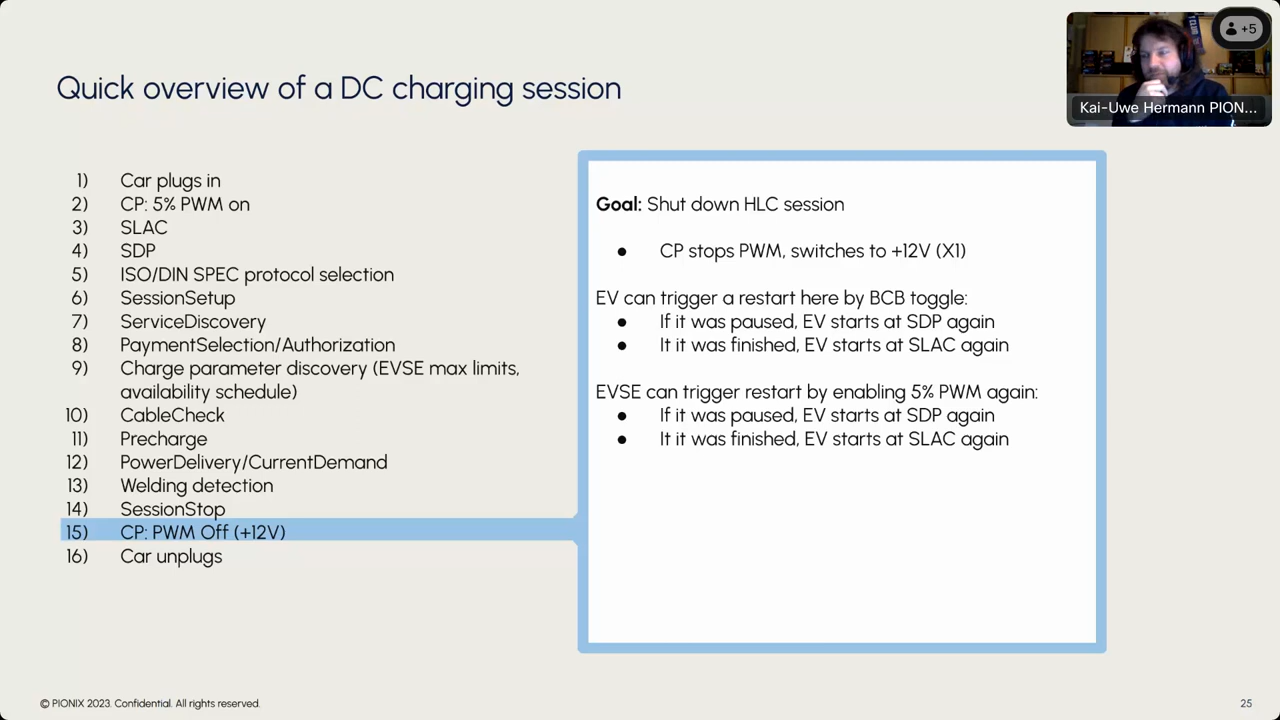 +5
Kai-Uwe Hermann PION...
Quick overview of a DC charging session
1) Car plugs in
2) CP: 5% PWM on
3) SLAC
4) SDP
5) ISO/DIN SPEC protocol selection
6) SessionSetup
7) ServiceDiscovery
8) PaymentSelection/Authorization
9) Charge parameter discovery (EVSE max limits,
availability schedule)
10) CableCheck
11) Precharge
12) PowerDelivery/CurrentDemand
13) Welding detection
14) SessionStop
15) CP: PWM Off (+12V)
16) Car unplugs
Goal: Shut down HLC session
● CP stops PWM, switches to +12V (X1)
EV can trigger a restart here by BCB toggle:
● If it was paused, EV starts at SDP again
● It it was finished, EV starts at SLAC again
EVSE can trigger restart by enabling 5% PWM again:
● If it was paused, EV starts at SDP again
● It it was finished, EV starts at SLAC again
© PIONIX 2023. Confidential. All rights reserved.
25